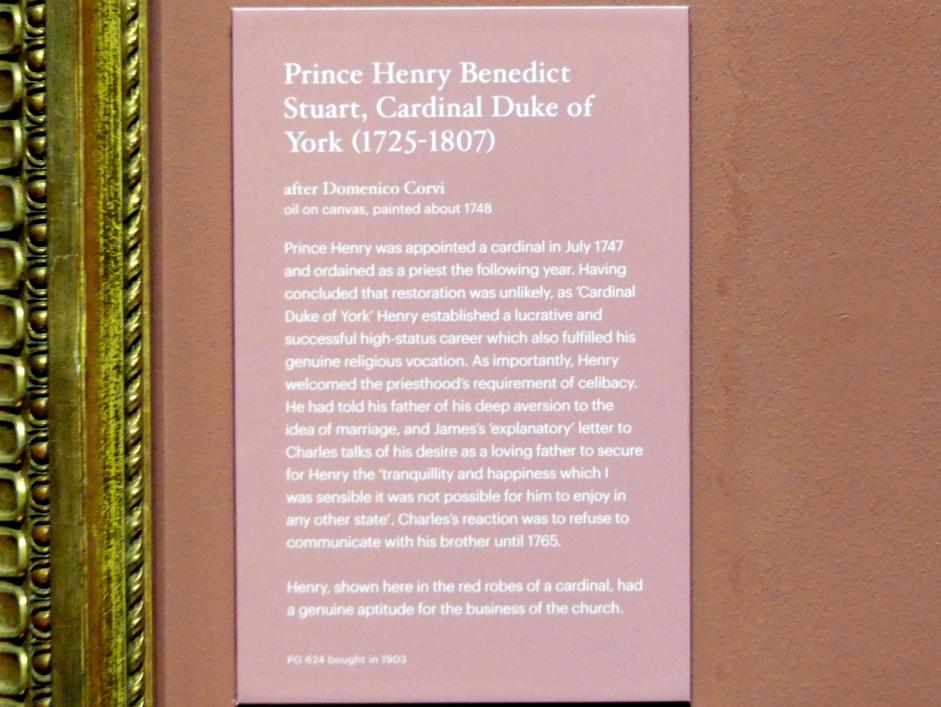 Prince Henry Benedict
Stuart, Cardinal Duke of
York (1725-1807)
after Domenico Corvi
oil on canvas, painted about 1748
Prince Henry was appointed a cardinal in July 1747
and ordained as a priest the following year. Having
concluded that restoration was unlikely, as ‘Cardinal
Duke of York’ Henry established a lucrative and
successful high-status career which also fulfilled his
genuine religious vocation. As importantly, Henry
welcomed the priesthood’s requirement of celibacy.
He had told his father of his deep aversion to the
idea of marriage, and James’s ‘explanatory’ letter to
Charles talks of his desire as a loving father to secure
for Henry the ‘tranquillity and happiness which I
was sensible it was not possible for him to enjoy in
any other state’. Charles’s reaction was to refuse to
communicate with his brother until 1765.
Henry, shown here in the red robes of a cardinal, had
a genuine aptitude for the business of the church.
PG 624 bought in 1903